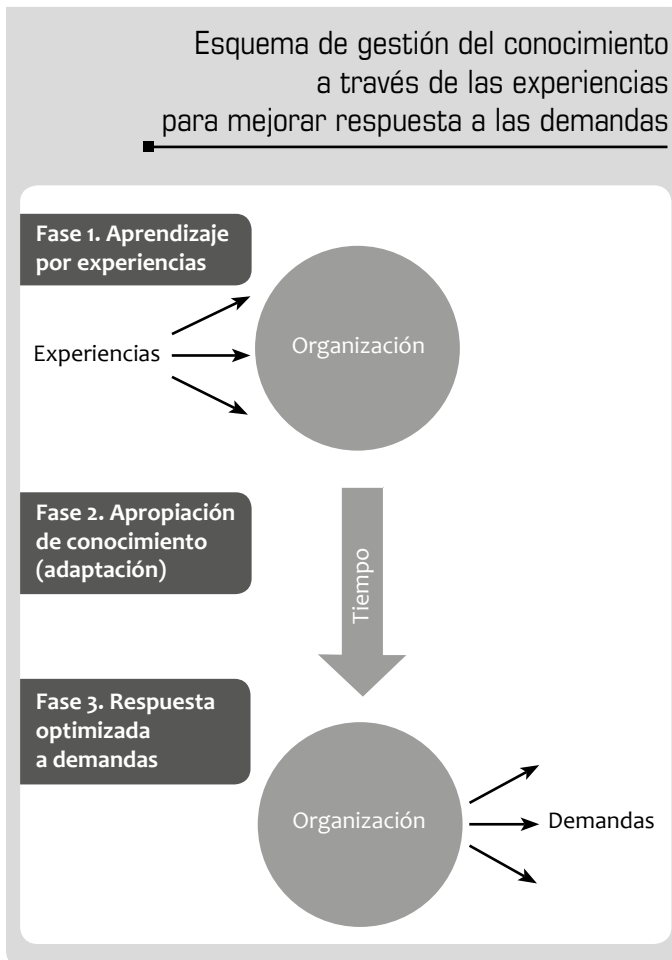 Esquema de gestión del conocimiento
a través de las experiencias
para mejorar respuesta a las demandas
Fase 1. Aprendizaje
por experiencias
Experiencias
Organización
Fase 2. Apropiación
de conocimiento
(adaptación)
Tiempo
Fase 3. Respuesta
optimizada
a demandas
Organización
Demandas